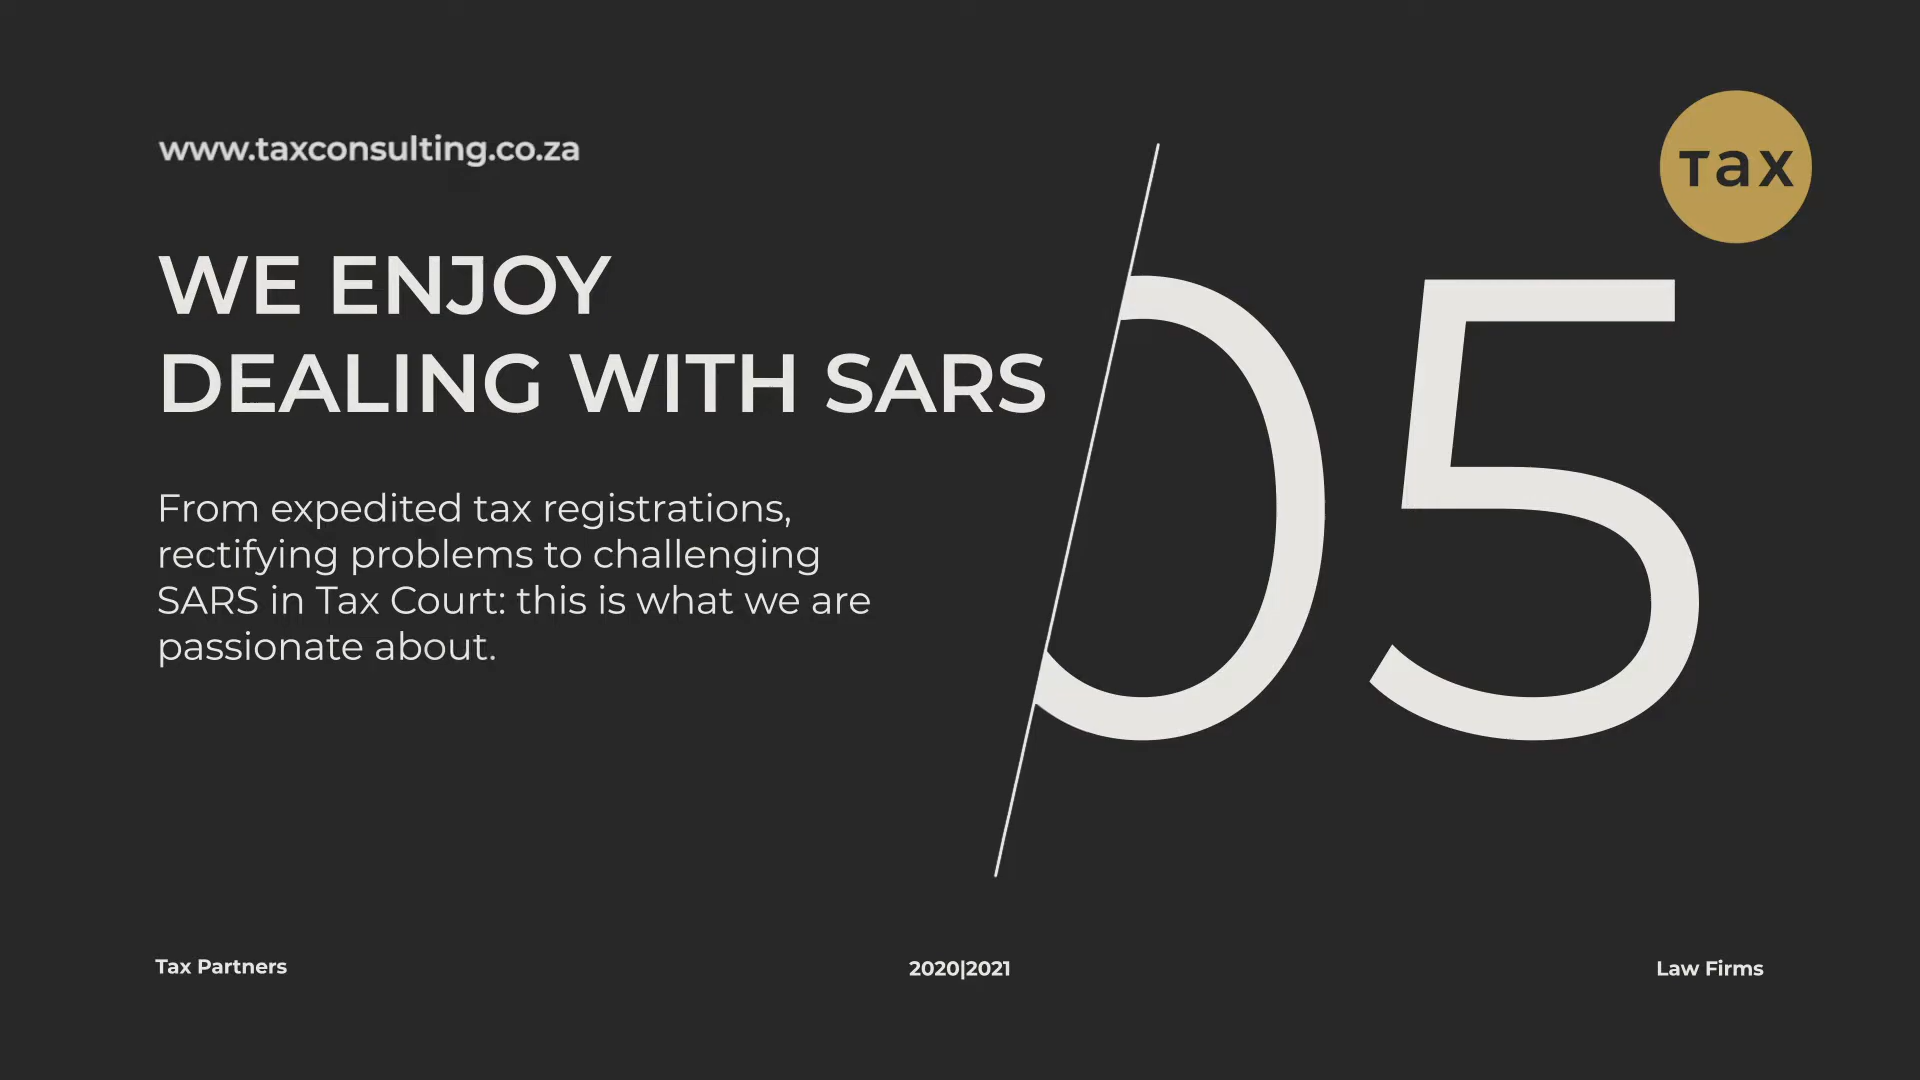 www.taxconsulting.co.za
Tax
WE ENJOY
DEALING WITH SARS
05
From expedited tax registrations,
rectifying problems to challenging
SARS in Tax Court: this is what we are
passionate about.
Tax Partners
2020|2021
Law Firms